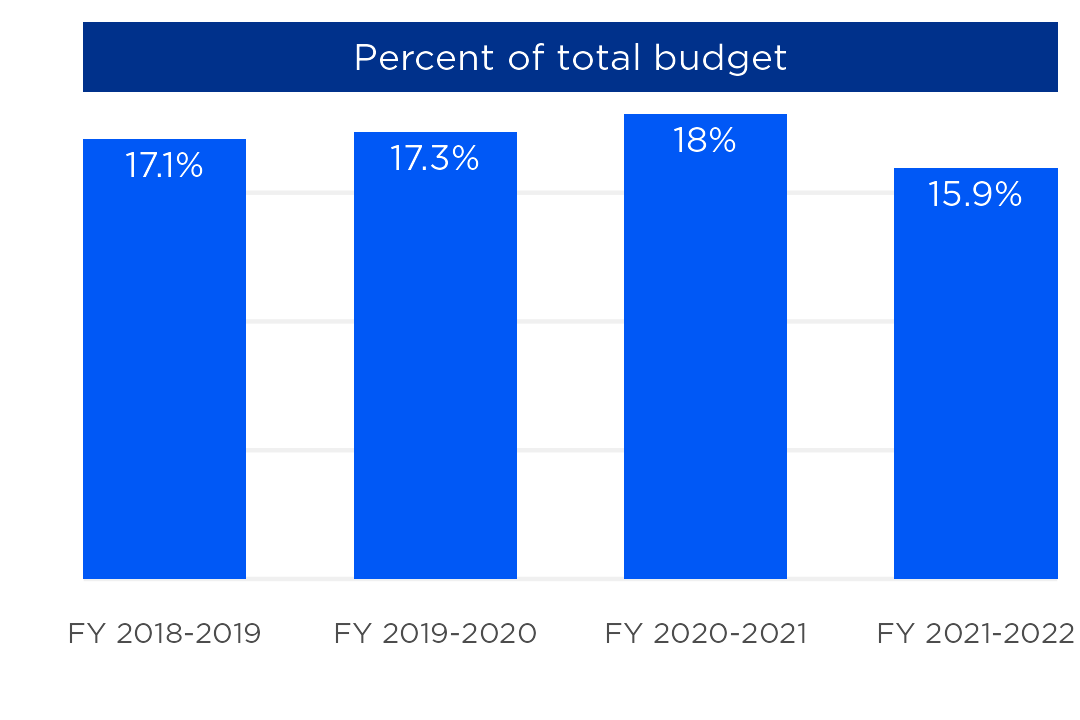 Percent of total budget
17.1%
17.3%
18%
15.9%
FY 2018-2019
FY 2019-2020
FY 2020-2021
FY 2021-2022